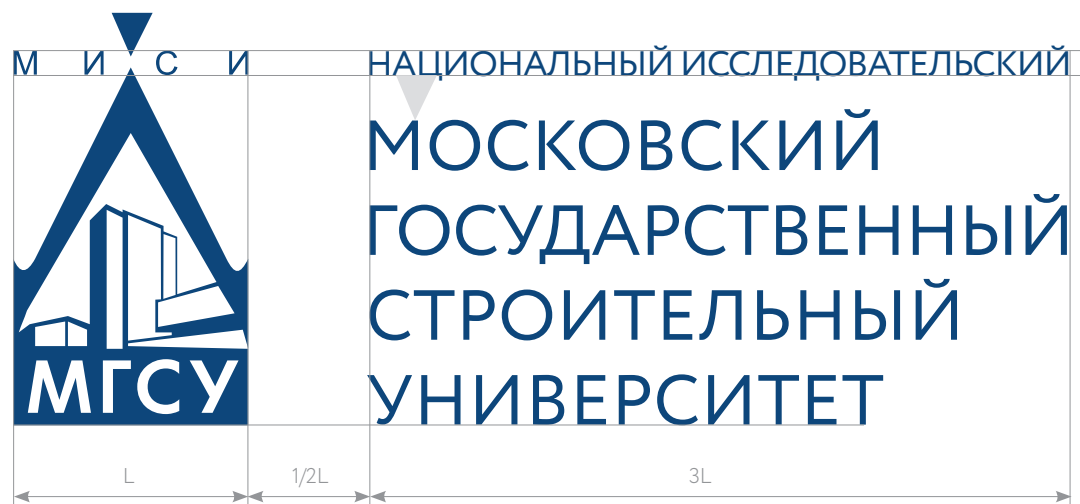 М И С И
НАЦИОНАЛЬНЫЙ ИССЛЕДОВАТЕЛЬСКИЙ
МОСКОВСКИЙ
ГОСУДАРСТВЕННЫЙ
СТРОИТЕЛЬНЫЙ
УНИВЕРСИТЕТ
МГСУ
L
1/2L
3L